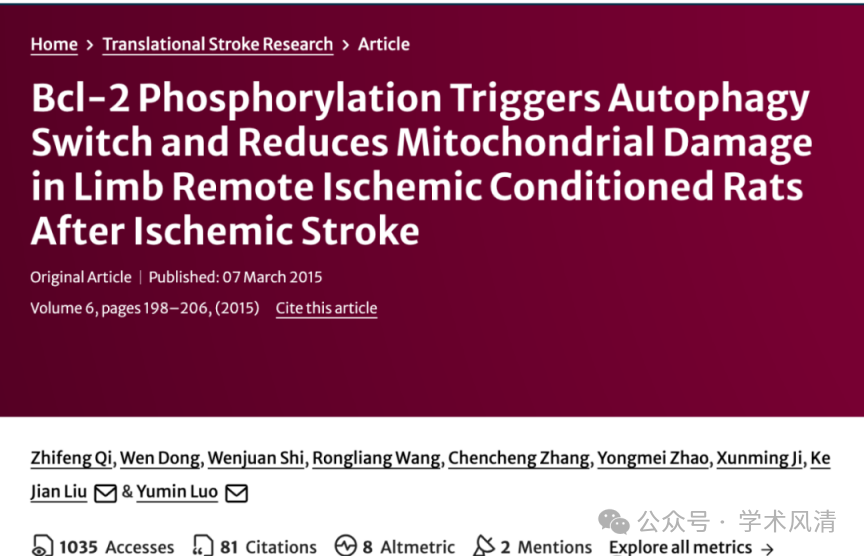 Home > Translational Stroke Research > Article
Bcl-2 Phosphorylation Triggers Autophagy
Switch and Reduces Mitochondrial Damage
in Limb Remote Ischemic Conditioned Rats
After Ischemic Stroke
Original Article | Published: 07 March 2015
Volume 6, pages 198–206, (2015) Cite this article
Zhifeng Qi, Wen Dong, Wenjuan Shi, Rongliang Wang, Chencheng Zhang, Yongmei Zhao, Xunming Ji, Ke
Jian Liu & Yumin Luo
公众号 · 学术风清
1035 Accesses 81 Citations 8 Altmetric 2 Mentions Explore all metrics →